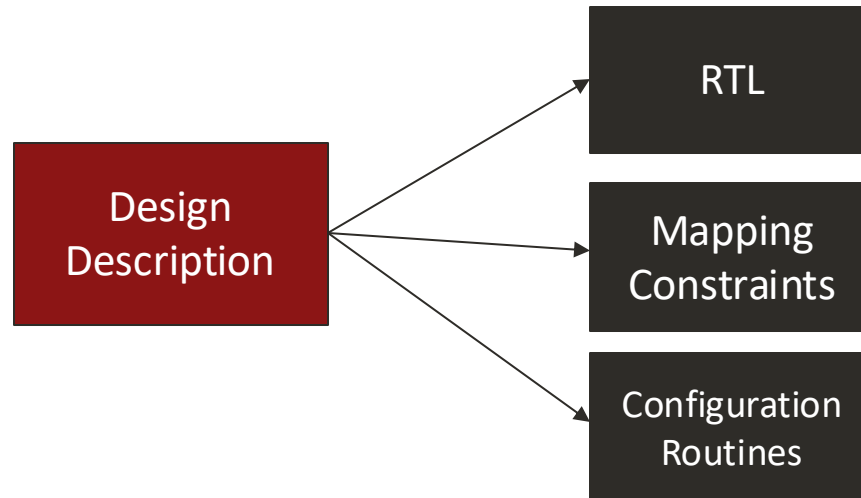 Design
Description
RTL
Mapping
Constraints
Configuration
Routines